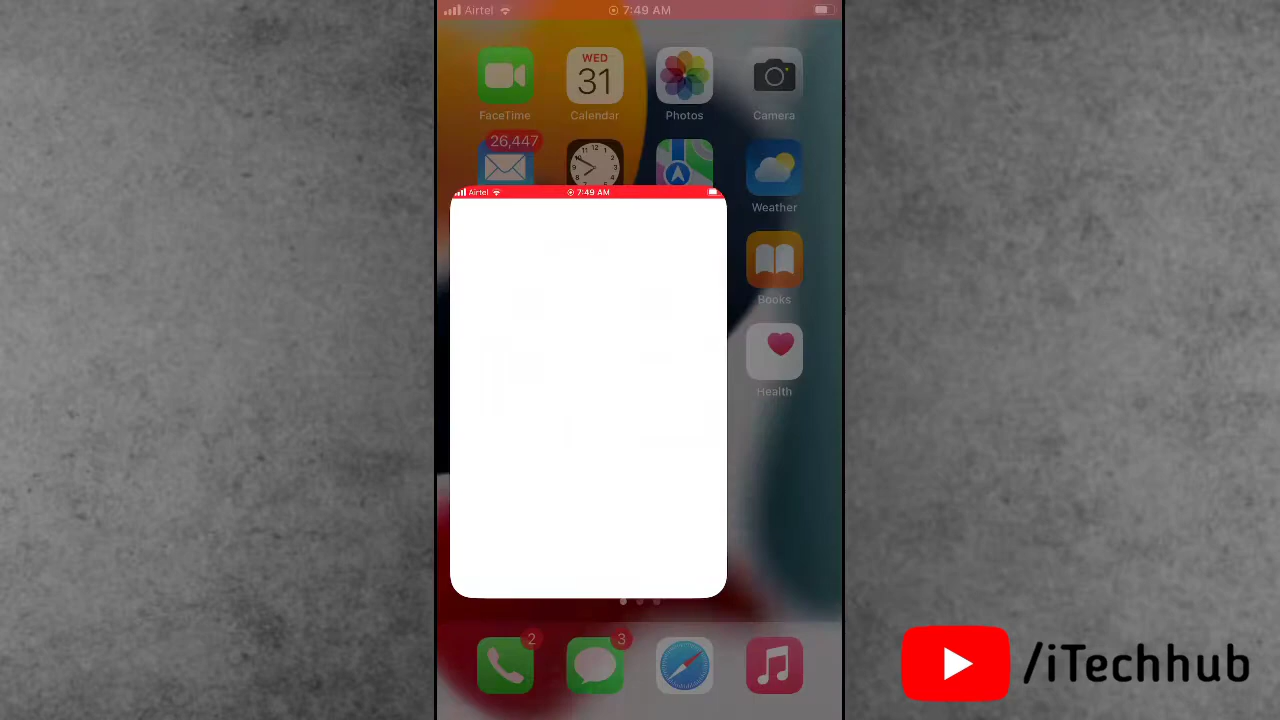 Airtel 7:49 AM
WED
31
FaceTime Calendar Photos Camera
26,447
12
Airtel 7:49 AM
Weather
Books
Health
2 3
/iTechhub